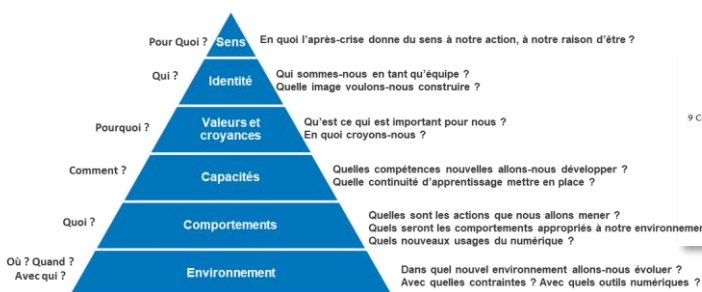 Pour Quoi ?
Sens
En quoi l'après-crise donne du sens à notre action, à notre raison d'être ?
Qui ?
Identité
Qui sommes-nous en tant qu'équipe ?
Quelle image voulons-nous construire ?
Pourquoi ?
Valeurs et
croyances
Qu'est ce qui est important pour nous ?
En quoi croyons-nous ?
9 C
Comment ?
Capacités
Quelles compétences nouvelles allons-nous développer ?
Quelle continuité d'apprentissage mettre en place ?
Quoi ?
Comportements
Quelles sont les actions que nous allons mener ?
Quels seront les comportements appropriés à notre environnemen
Quels nouveaux usages du numérique ?
Où ? Quand ?
Avec qui ?
Environnement
Dans quel nouvel environnement allons-nous évoluer ?
Avec quelles contraintes ? Avec quels outils numériques ?